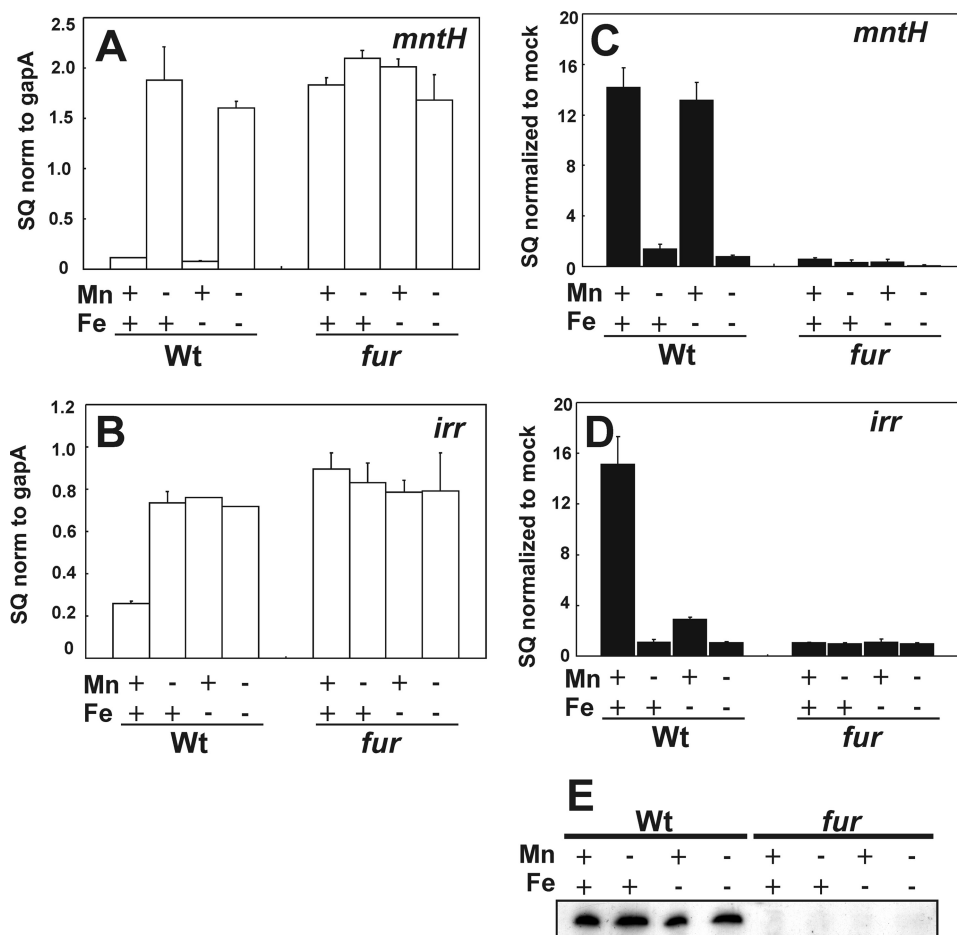 A
mntH
SQ norm to gapA
2.5
2.0
1.5
1.0
0.5
0
Mn + - + - + - + -
Fe + + - - + + - -
Wt fur
C
mntH
SQ normalized to mock
20
16
12
8
4
0
Mn + - + - + - + -
Fe + + - - + + - -
Wt fur
B
irr
SQ norm to gapA
1.2
1.0
0.8
0.6
0.4
0.2
0
Mn + - + - + - + -
Fe + + - - + + - -
Wt fur
D
irr
SQ normalized to mock
20
16
12
8
4
0
Mn + - + - + - + -
Fe + + - - + + - -
Wt fur
E
Wt fur
Mn + - + - + - + -
Fe + + - - + + - -